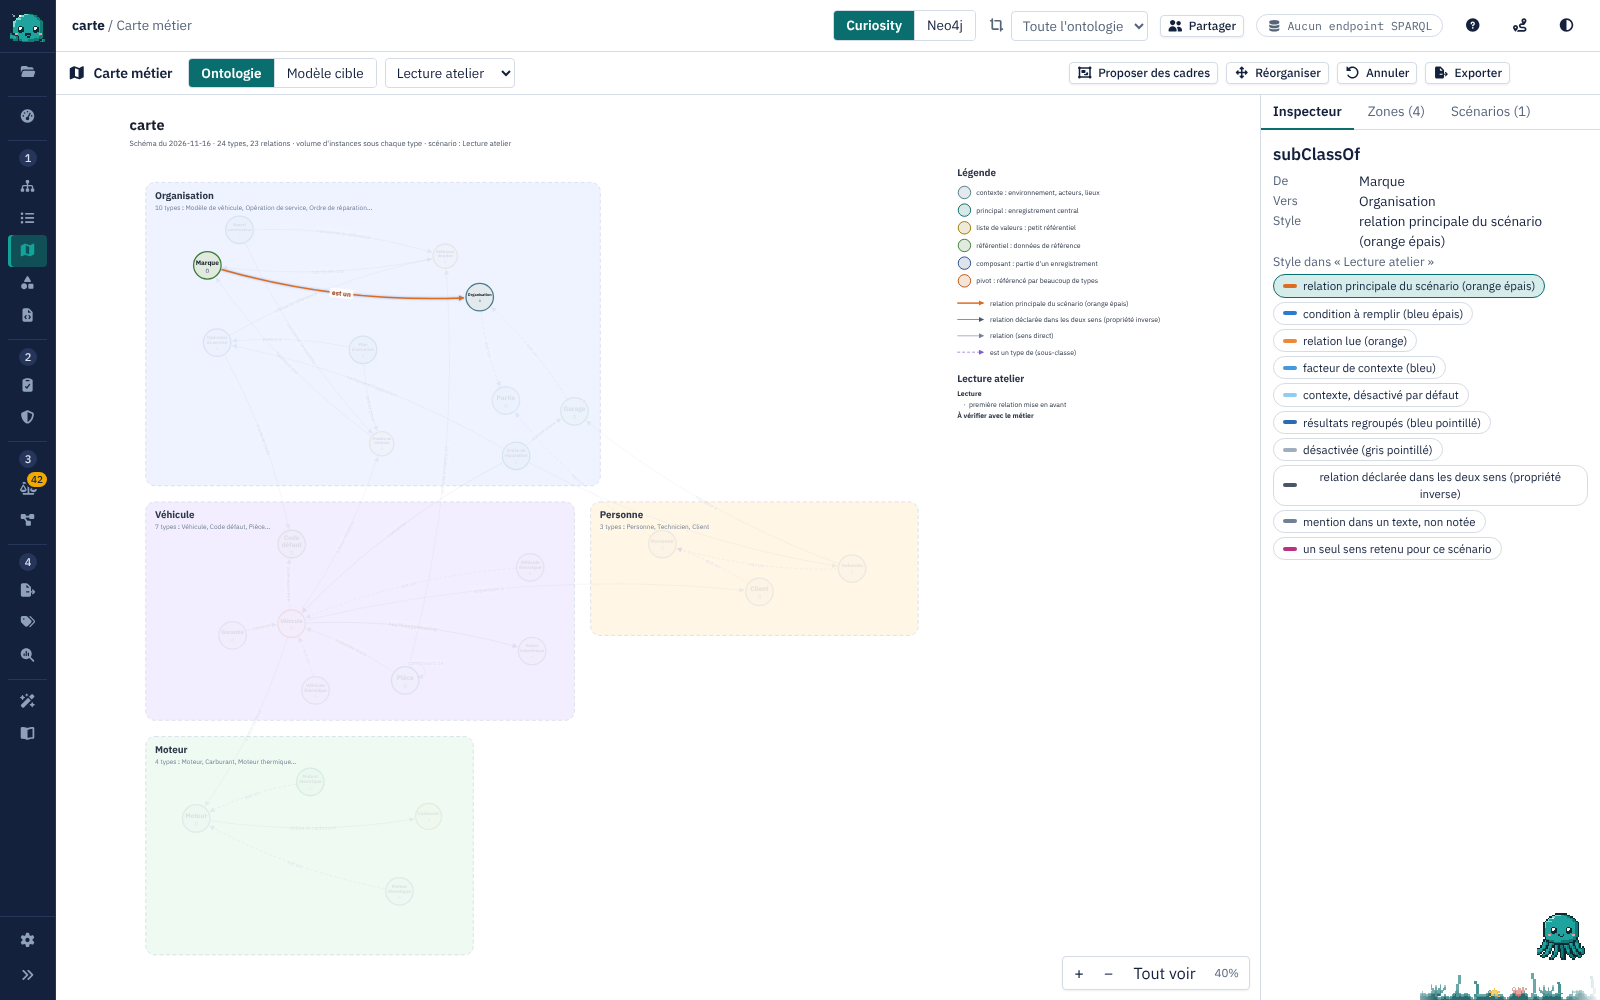 carte / Carte métier
Curiosity
Neo4j
Toute l'ontologie
Partager
Aucun endpoint SPARQL
Carte métier
Ontologie
Modèle cible
Lecture atelier
Proposer des cadres
Réorganiser
Annuler
Exporter
1
2
3
42
4
carte
Schéma du 2026-11-16 · 24 types, 23 relations · volume d'instances sous chaque type · scénario : Lecture atelier
Organisation
10 types : Modèle de véhicule, Opération de service, Ordre de réparation...
Marque
0
est un
Organisation
Facile
Garage
Véhicule
7 types : Véhicule, Code défaut, Pièce...
Code
défaut
Véhicule
Garantie
Pièce
Personne
3 types : Personne, Technicien, Client
Personne
Client
Moteur
4 types : Moteur, Carburant, Moteur thermique...
Moteur
Légende
contexte : environnement, acteurs, lieux
principal : enregistrement central
liste de valeurs : petit référentiel
référentiel : données de référence
composant : partie d'un enregistrement
pivot : référencé par beaucoup de types
relation principale du scénario (orange épais)
relation déclarée dans les deux sens (propriété inverse)
relation (sens direct)
est un type de (sous-classe)
Lecture atelier
Lecture
· première relation mise en avant
À vérifier avec le métier
+
−
Tout voir
40%
Inspecteur
Zones (4)
Scénarios (1)
subClassOf
De
Marque
Vers
Organisation
Style
relation principale du scénario
(orange épais)
Style dans « Lecture atelier »
relation principale du scénario (orange épais)
condition à remplir (bleu épais)
relation lue (orange)
facteur de contexte (bleu)
contexte, désactivé par défaut
résultats regroupés (bleu pointillé)
désactivée (gris pointillé)
relation déclarée dans les deux sens (propriété
inverse)
mention dans un texte, non notée
un seul sens retenu pour ce scénario